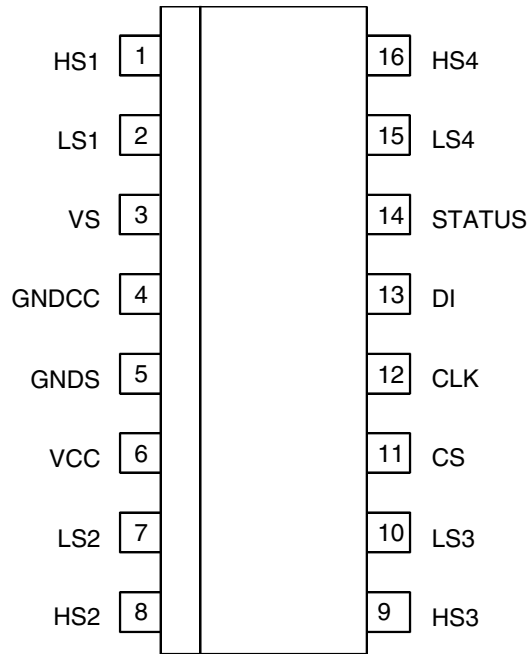 HS1 1 16 HS4
LS1 2 15 LS4
VS 3 14 STATUS
GNDCC 4 13 DI
GNDS 5 12 CLK
VCC 6 11 CS
LS2 7 10 LS3
HS2 8 9 HS3